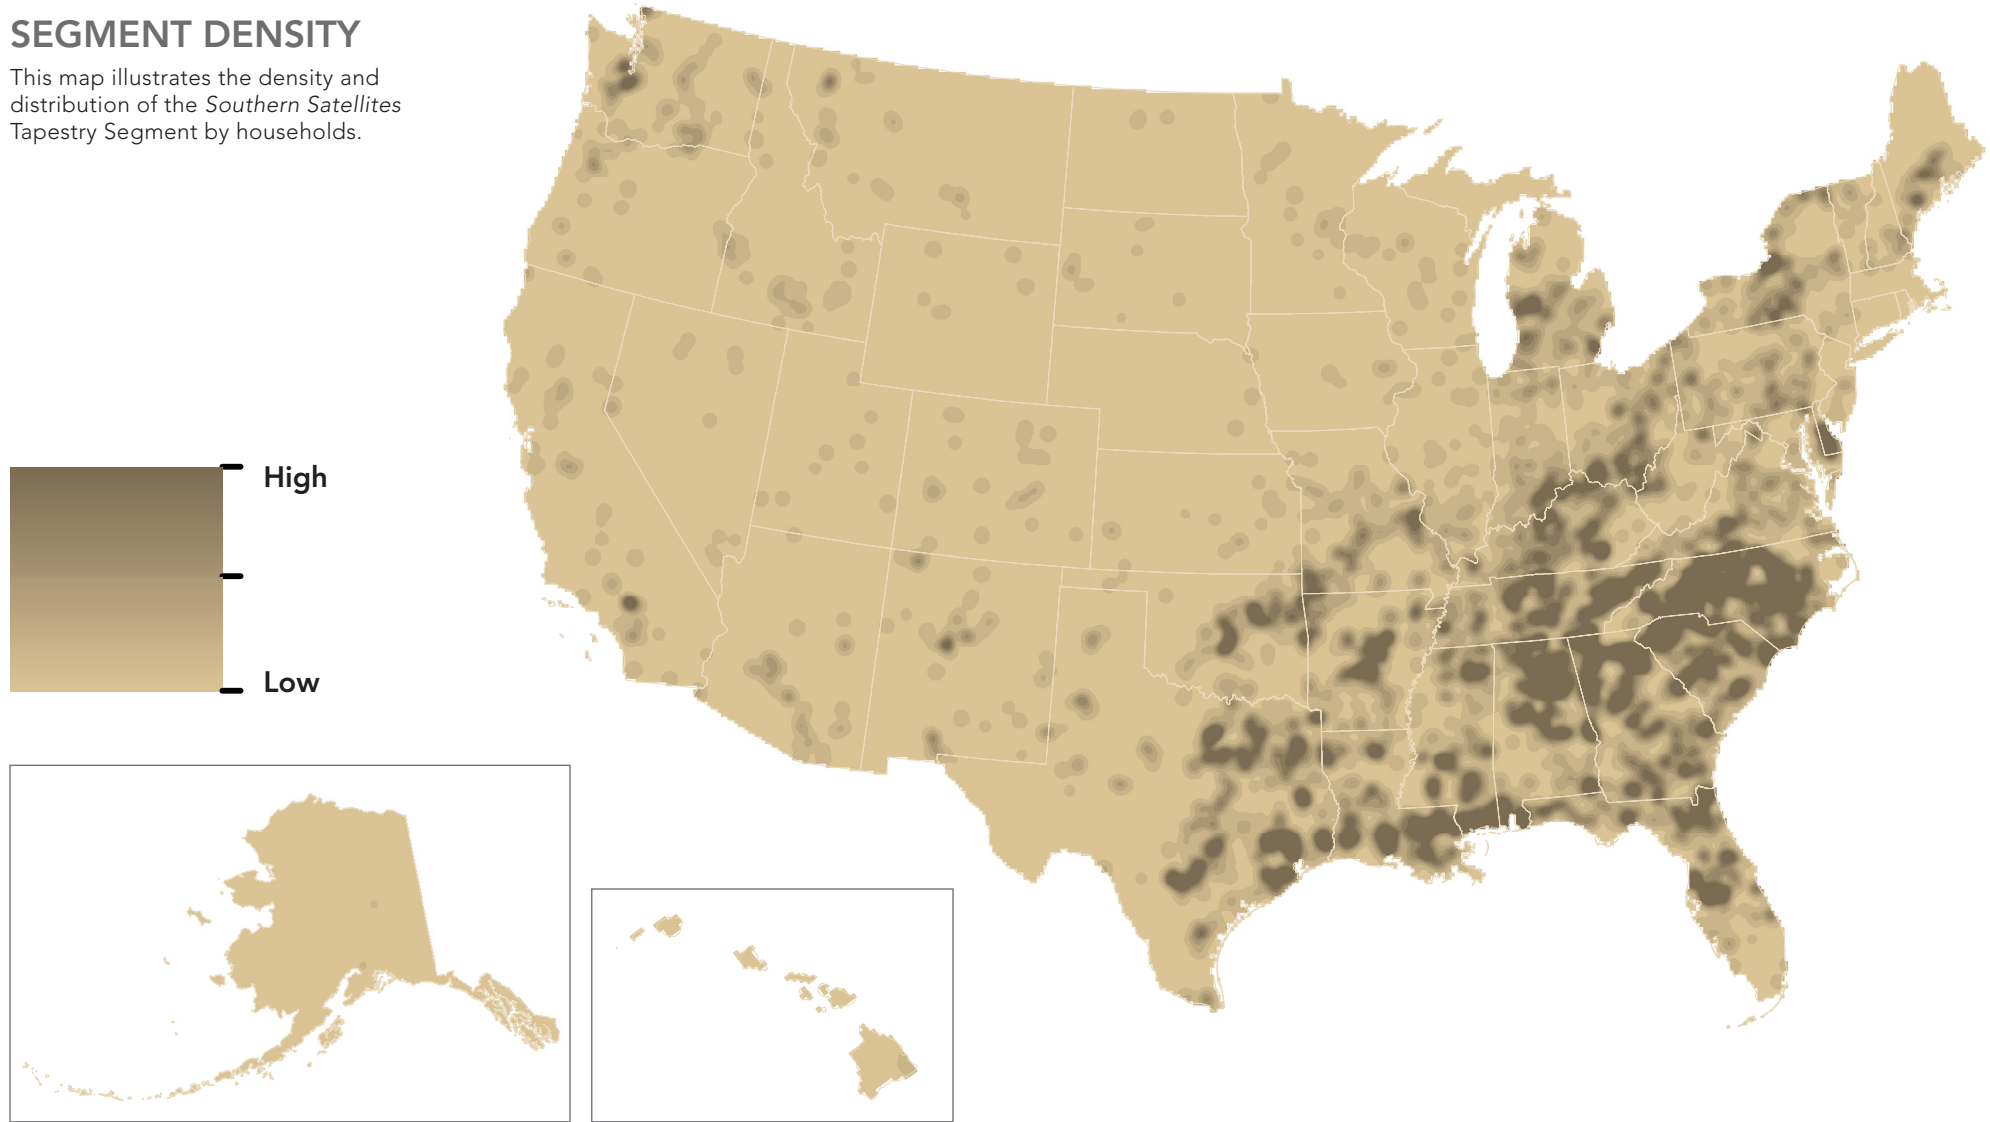 SEGMENT DENSITY
This map illustrates the density and
distribution of the Southern Satellites
Tapestry Segment by households.
High
Low